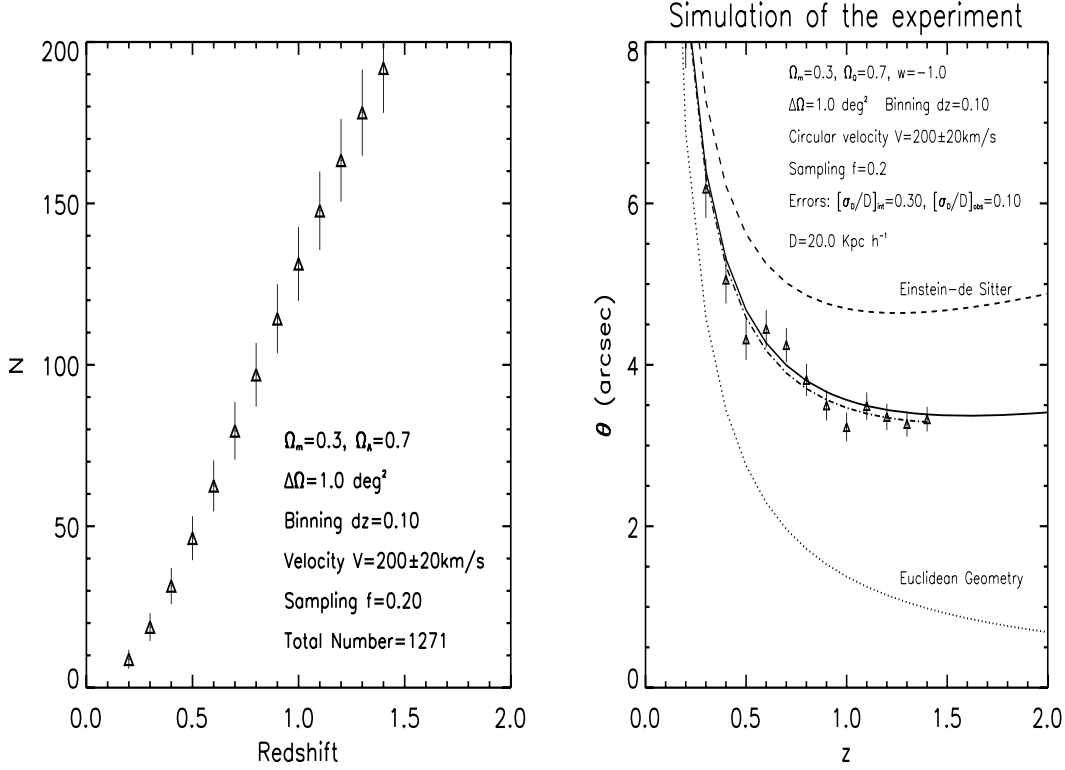 200
150
100
50
0
N
0.0 0.5 1.0 1.5 2.0
Redshift
Ωₘ=0.3, Ω_Λ=0.7
ΔΩ=1.0 deg²
Binning dz=0.10
Velocity V=200±20km/s
Sampling f=0.20
Total Number=1271
Simulation of the experiment
8
6
4
2
0
θ (arcsec)
0.0 0.5 1.0 1.5 2.0
z
Ωₘ=0.3, Ω_Q=0.7, w=−1.0
ΔΩ=1.0 deg² Binning dz=0.10
Circular velocity V=200±20km/s
Sampling f=0.2
Errors: [σ_D/D]_int=0.30, [σ_D/D]_obs=0.10
D=20.0 Kpc h⁻¹
Einstein−de Sitter
Euclidean Geometry